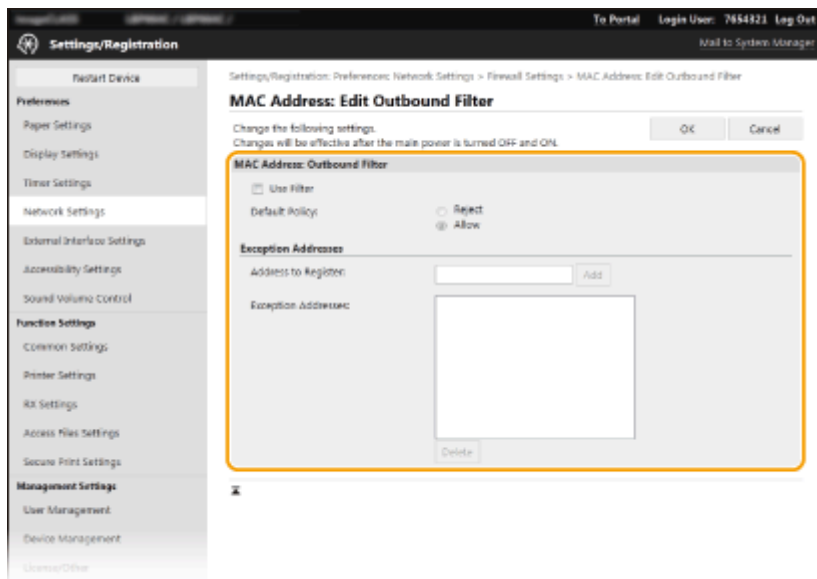 To Portal Login User: 7654321 Log Out
Settings/Registration
Mail to System Manager
Restart Device
Preferences
Paper Settings
Display Settings
Timer Settings
Network Settings
External Interface Settings
Accessibility Settings
Sound Volume Control
Function Settings
Common Settings
Printer Settings
RX Settings
Access Files Settings
Secure Print Settings
Management Settings
User Management
Device Management
License/Other
Settings/Registration: Preferences: Network Settings > Firewall Settings > MAC Address: Edit Outbound Filter
MAC Address: Edit Outbound Filter
Change the following settings.
Changes will be effective after the main power is turned OFF and ON.
OK Cancel
MAC Address: Outbound Filter
Use Filter
Default Policy: Reject
Allow
Exception Addresses
Address to Register: Add
Exception Addresses:
Delete